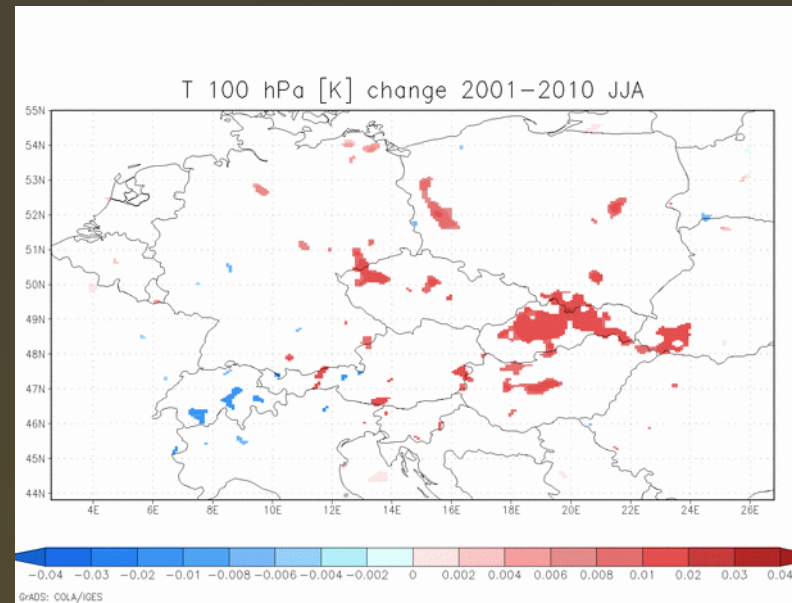 T 100 hPa [K] change 2001-2010 JJA
55N
54N
53N
52N
51N
50N
49N
48N
47N
46N
45N
44N
4E 6E 8E 10E 12E 14E 16E 18E 20E 22E 24E 26E
-0.04 -0.03 -0.02 -0.01 -0.008 -0.006 -0.004 -0.002 0 0.002 0.004 0.006 0.008 0.01 0.02 0.03 0.04
GrADS: COLA/IGES